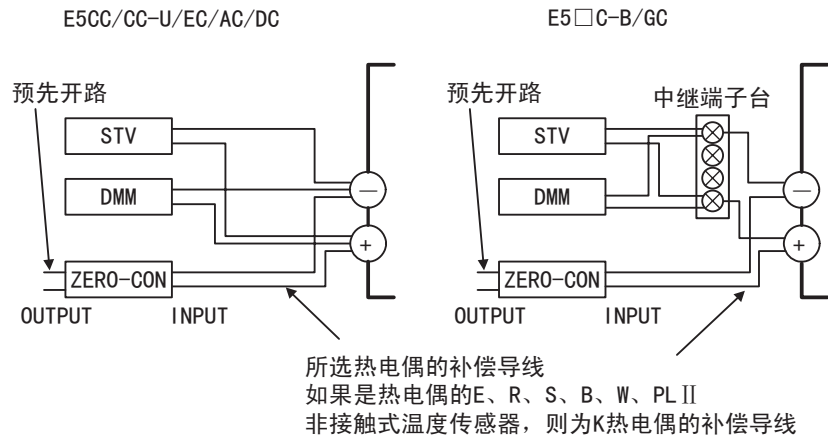 E5CC/CC-U/EC/AC/DC
预先开路
STV
DMM
ZERO-CON
OUTPUT
INPUT
－
+
E5□C-B/GC
预先开路
中继端子台
STV
DMM
ZERO-CON
OUTPUT
INPUT
－
+
所选热电偶的补偿导线
如果是热电偶的E、R、S、B、W、PLⅡ
非接触式温度传感器，则为K热电偶的补偿导线